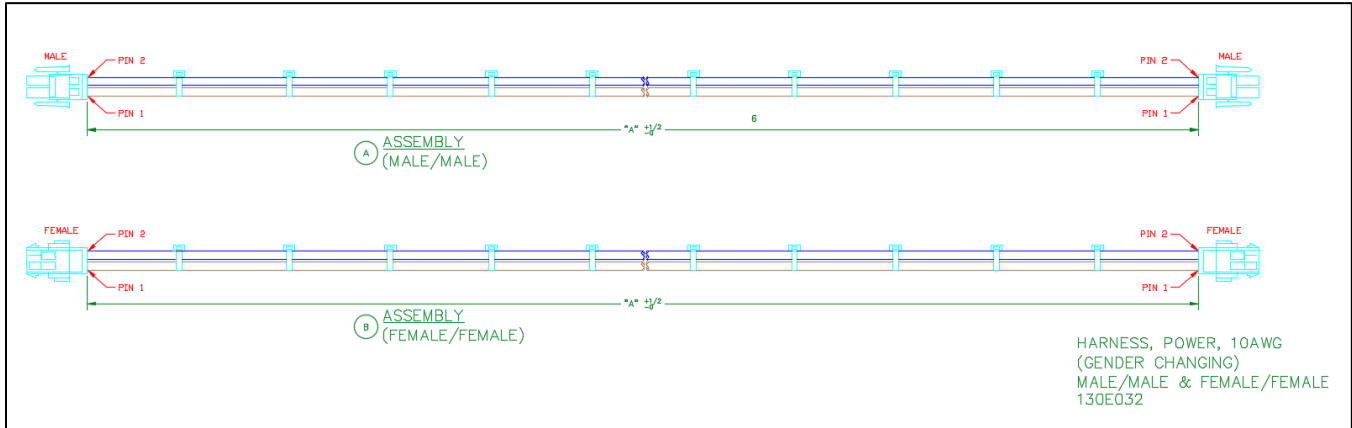 MALE
PIN 2
PIN 1
MALE
PIN 2
PIN 1
6
"A" +1/2 -0
A ASSEMBLY
(MALE/MALE)
FEMALE
PIN 2
PIN 1
FEMALE
PIN 2
PIN 1
"A" +1/2 -0
B ASSEMBLY
(FEMALE/FEMALE)
HARNESS, POWER, 10AWG
(GENDER CHANGING)
MALE/MALE & FEMALE/FEMALE
130E032